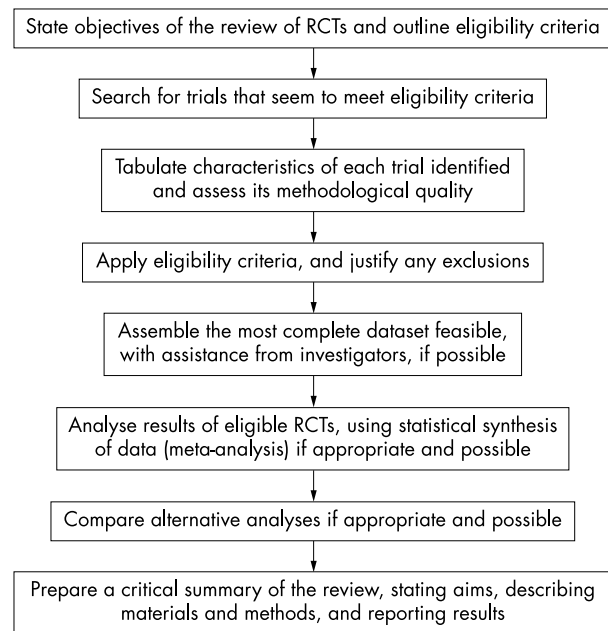 State objectives of the review of RCTs and outline eligibility criteria
Search for trials that seem to meet eligibility criteria
Tabulate characteristics of each trial identified
and assess its methodological quality
Apply eligibility criteria, and justify any exclusions
Assemble the most complete dataset feasible,
with assistance from investigators, if possible
Analyse results of eligible RCTs, using statistical synthesis
of data (meta-analysis) if appropriate and possible
Compare alternative analyses if appropriate and possible
Prepare a critical summary of the review, stating aims, describing
materials and methods, and reporting results